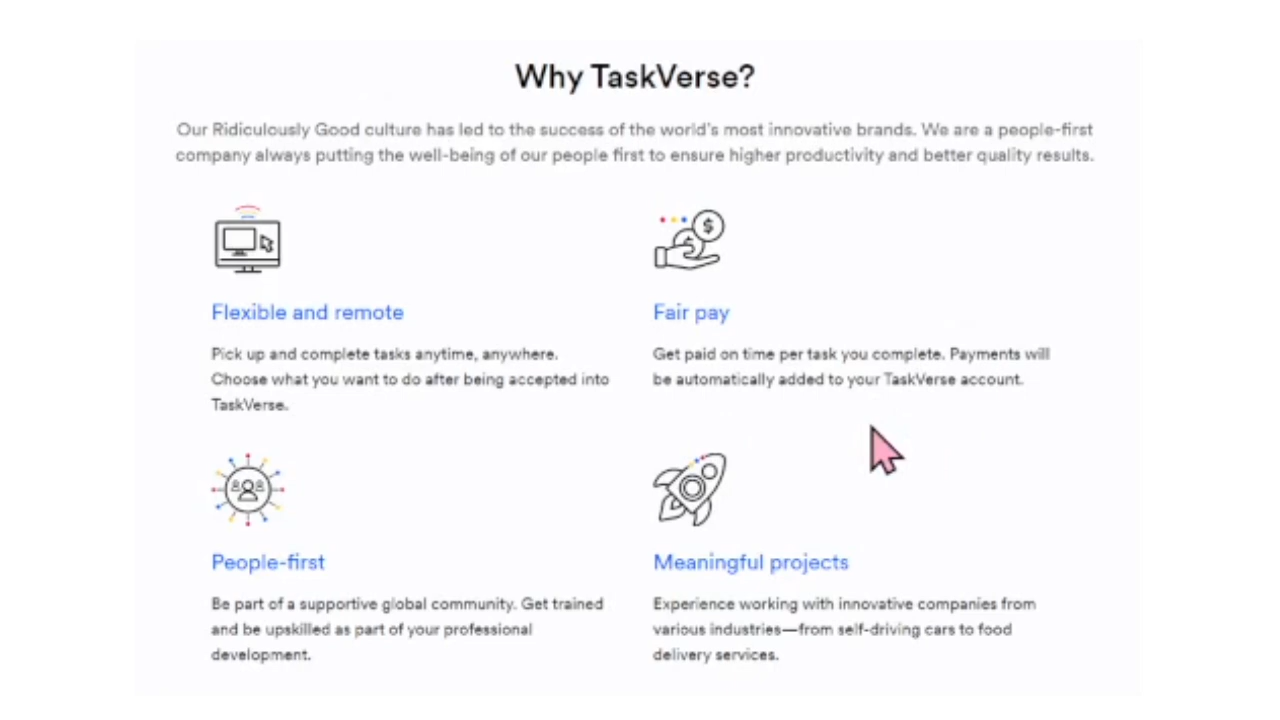 Why TaskVerse?
Our Ridiculously Good culture has led to the success of the world's most innovative brands. We are a people-first
company always putting the well-being of our people first to ensure higher productivity and better quality results.
Flexible and remote
Pick up and complete tasks anytime, anywhere.
Choose what you want to do after being accepted into
TaskVerse.
Fair pay
Get paid on time per task you complete. Payments will
be automatically added to your TaskVerse account.
People-first
Be part of a supportive global community. Get trained
and be upskilled as part of your professional
development.
Meaningful projects
Experience working with innovative companies from
various industries—from self-driving cars to food
delivery services.